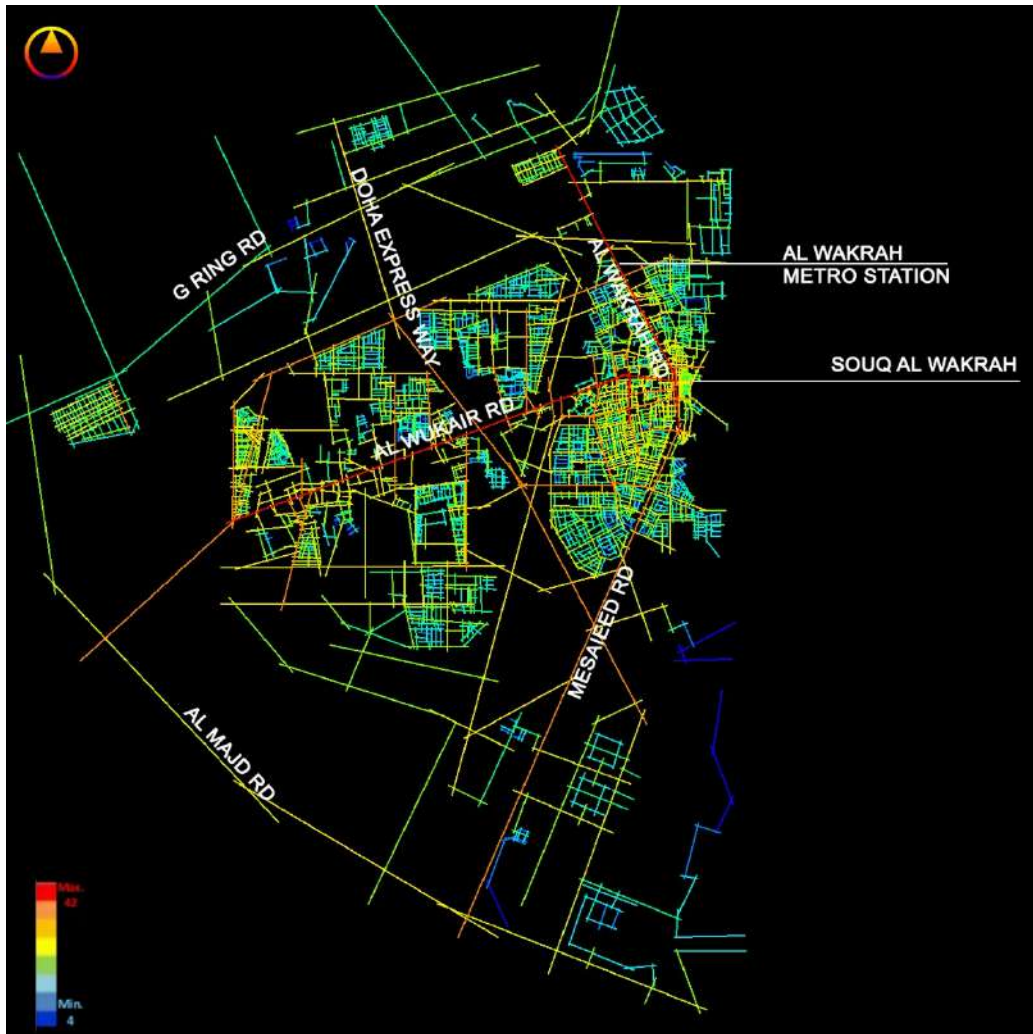 DOHA EXPRESS WAY
G RING RD
AL WAKRAH RD
AL WAKRAH
METRO STATION
SOUQ AL WAKRAH
AL WUKAIR RD
MESAIEED RD
AL MAJD RD
Max.
42
Min.
4